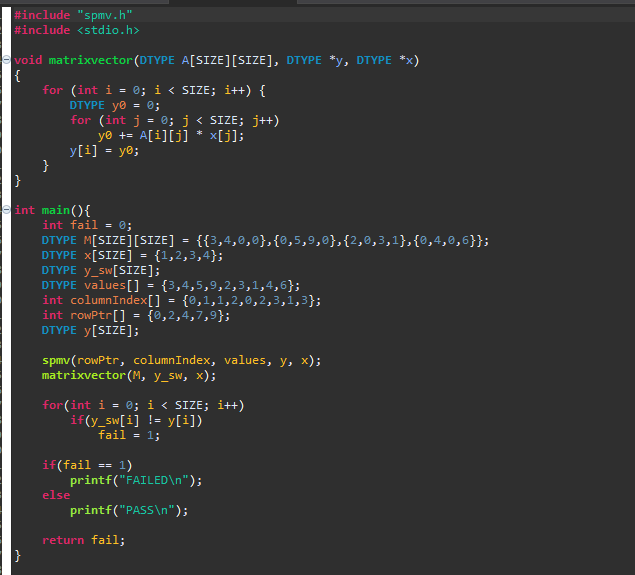 #include "spmv.h"
#include <stdio.h>
void matrixvector(DTYPE A[SIZE][SIZE], DTYPE *y, DTYPE *x)
{
    for (int i = 0; i < SIZE; i++) {
        DTYPE y0 = 0;
        for (int j = 0; j < SIZE; j++)
            y0 += A[i][j] * x[j];
        y[i] = y0;
    }
}
int main(){
    int fail = 0;
    DTYPE M[SIZE][SIZE] = {{3,4,0,0},{0,5,9,0},{2,0,3,1},{0,4,0,6}};
    DTYPE x[SIZE] = {1,2,3,4};
    DTYPE y_sw[SIZE];
    DTYPE values[] = {3,4,5,9,2,3,1,4,6};
    int columnIndex[] = {0,1,1,2,0,2,3,1,3};
    int rowPtr[] = {0,2,4,7,9};
    DTYPE y[SIZE];
    spmv(rowPtr, columnIndex, values, y, x);
    matrixvector(M, y_sw, x);
    for(int i = 0; i < SIZE; i++)
        if(y_sw[i] != y[i])
            fail = 1;
    if(fail == 1)
        printf("FAILED\n");
    else
        printf("PASS\n");
    return fail;
}